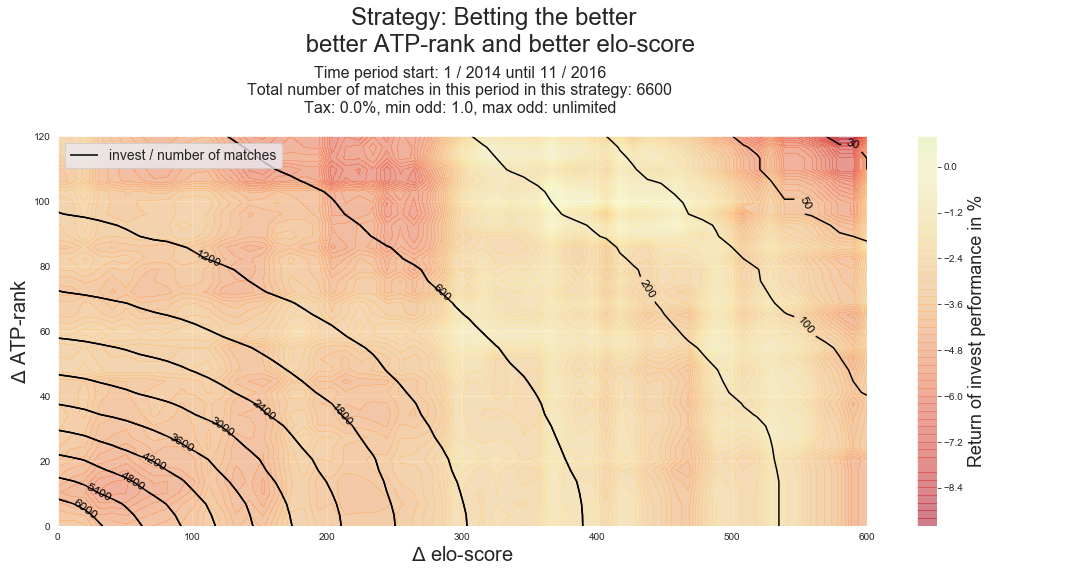 Strategy: Betting the better
better ATP-rank and better elo-score
Time period start: 1 / 2014 until 11 / 2016
Total number of matches in this period in this strategy: 6600
Tax: 0.0%, min odd: 1.0, max odd: unlimited
invest / number of matches
Δ ATP-rank
120
100
80
60
40
20
0
0 100 200 300 400 500 600
Δ elo-score
6000
5400
4800
4200
3600
3000
2400
1800
1200
600
200
100
50
30
0.0
−1.2
−2.4
−3.6
−4.8
−6.0
−7.2
−8.4
Return of invest performance in %